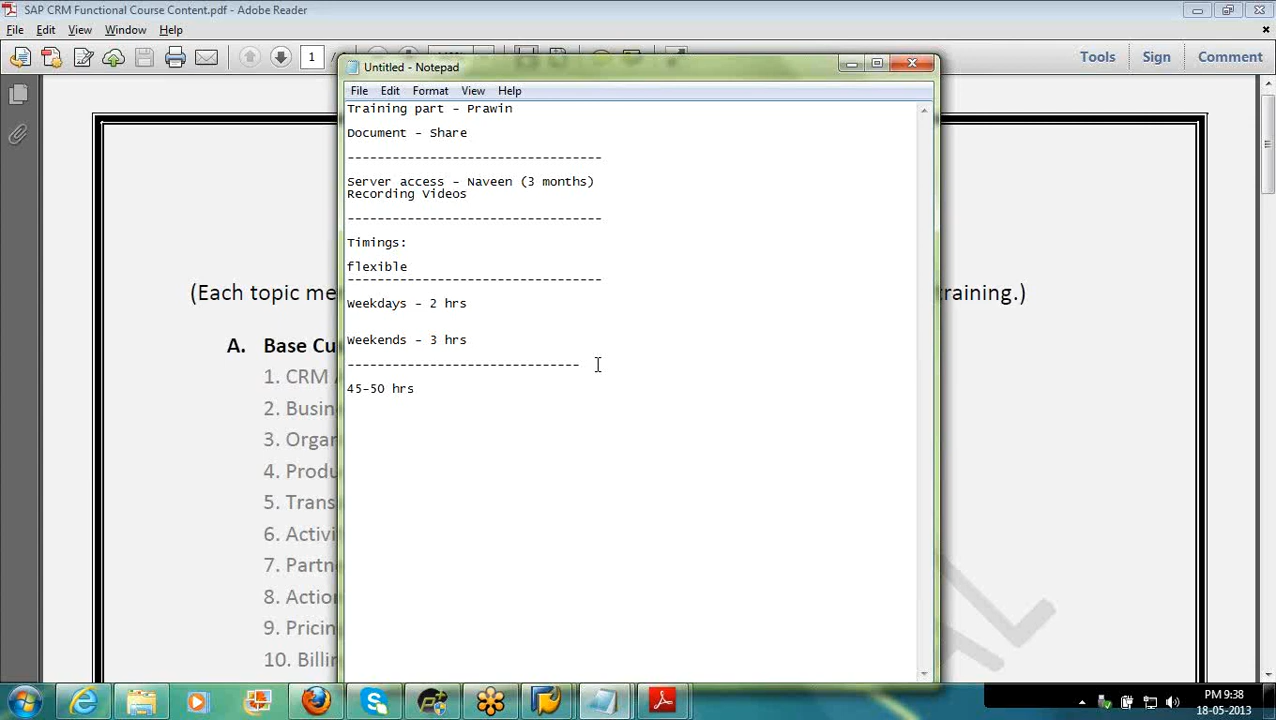 SAP CRM Functional Course Content.pdf - Adobe Reader
File Edit View Window Help
1
Tools Sign Comment
Untitled - Notepad
File Edit Format View Help
Training part - Prawin
Document - Share
----------------------------------
Server access - Naveen (3 months)
Recording Videos
----------------------------------
Timings:
flexible
----------------------------------
Weekdays - 2 hrs
Weekends - 3 hrs
-------------------------------
45-50 hrs
(Each topic me
training.)
A. Base Cu
1. CRM
2. Busin
3. Organ
4. Produ
5. Trans
6. Activi
7. Partn
8. Actio
9. Pricin
10. Billin
PM 9:38
18-05-2013